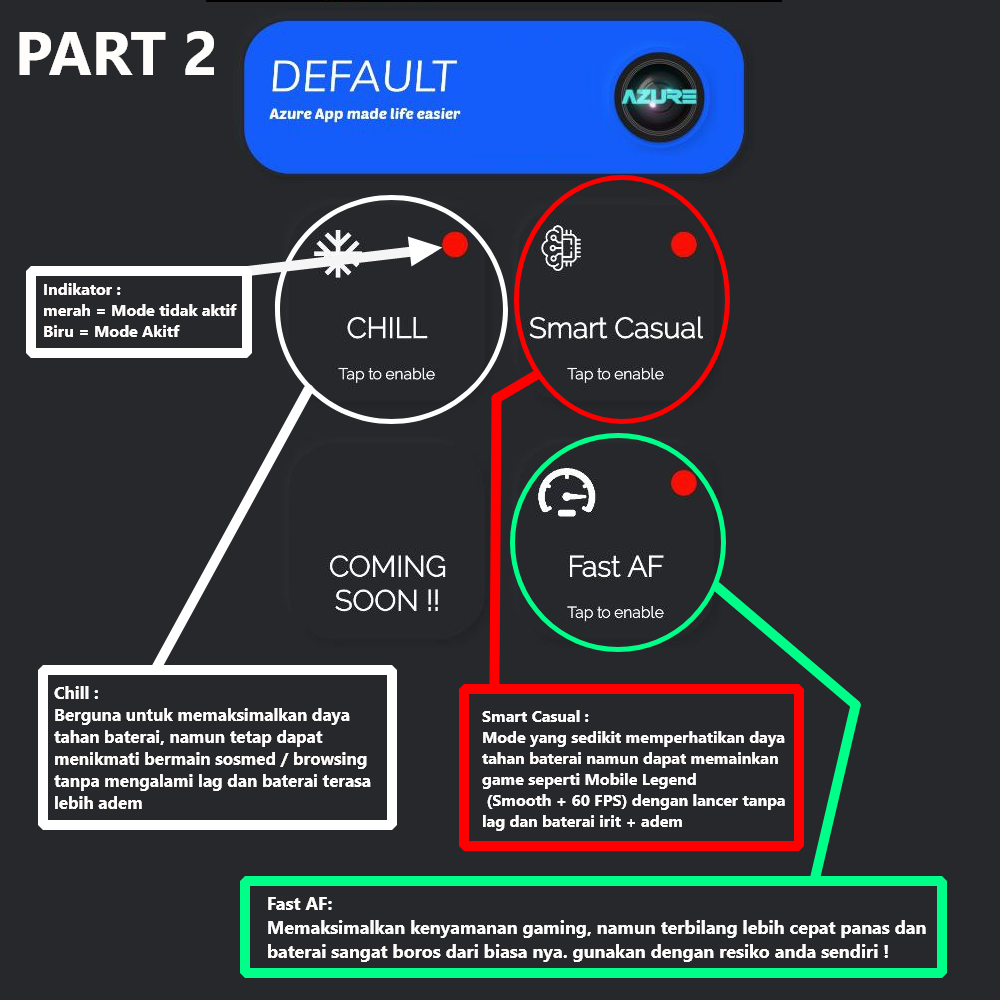 PART 2
DEFAULT
Azure App made life easier
AZURE
Indikator :
merah = Mode tidak aktif
Biru = Mode Akitf
CHILL
Tap to enable
Smart Casual
Tap to enable
COMING
SOON !!
Fast AF
Tap to enable
Chill :
Berguna untuk memaksimalkan daya
tahan baterai, namun tetap dapat
menikmati bermain sosmed / browsing
tanpa mengalami lag dan baterai terasa
lebih adem
Smart Casual :
Mode yang sedikit memperhatikan daya
tahan baterai namun dapat memainkan
game seperti Mobile Legend
(Smooth + 60 FPS) dengan lancer tanpa
lag dan baterai irit + adem
Fast AF:
Memaksimalkan kenyamanan gaming, namun terbilang lebih cepat panas dan
baterai sangat boros dari biasa nya. gunakan dengan resiko anda sendiri !